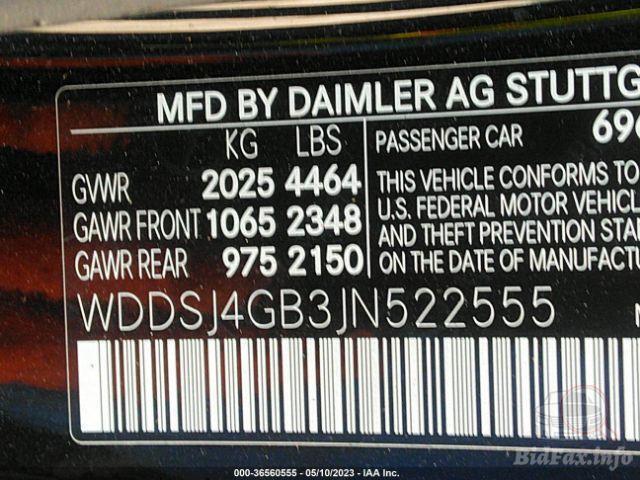 MFD BY DAIMLER AG STUTTG
KG LBS
PASSENGER CAR 696
GVWR 2025 4464
GAWR FRONT 1065 2348
GAWR REAR 975 2150
THIS VEHICLE CONFORMS TO
U.S. FEDERAL MOTOR VEHICL
AND THEFT PREVENTION STA
ON THE DATE OF MANUFAC
WDDSJ4GB3JN522555
BidFax.info
000-36560555 - 05/10/2023 - IAA Inc.